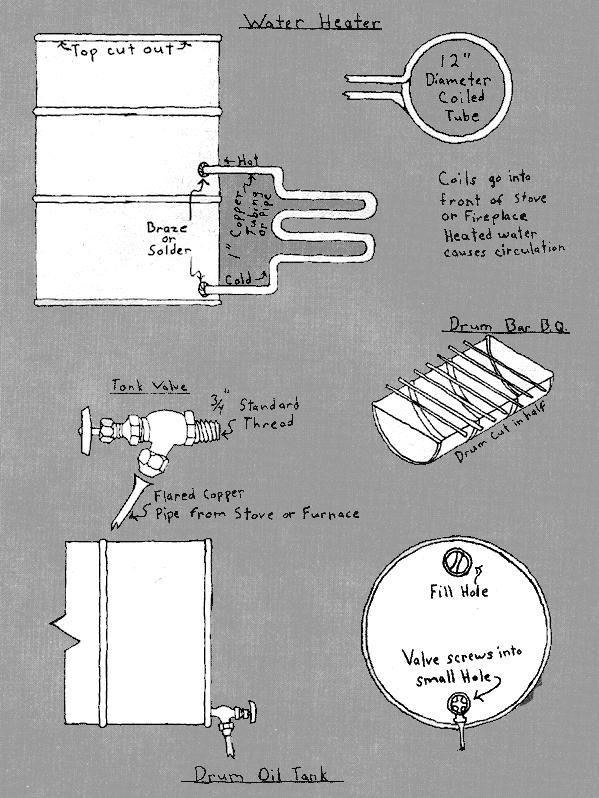 Water Heater
Top cut out
12"
Diameter
Coiled
Tube
Hot
1" Copper
Tubing
or Pipe
Braze
or
Solder
Cold
Coils go into
front of Stove
or Fireplace
Heated water
causes circulation
Drum Bar B.Q.
Drum Cut in half
Tank Valve
3/4" Standard
Thread
Flared Copper
Pipe from Stove or Furnace
Fill Hole
Valve screws into
small Hole
Drum Oil Tank